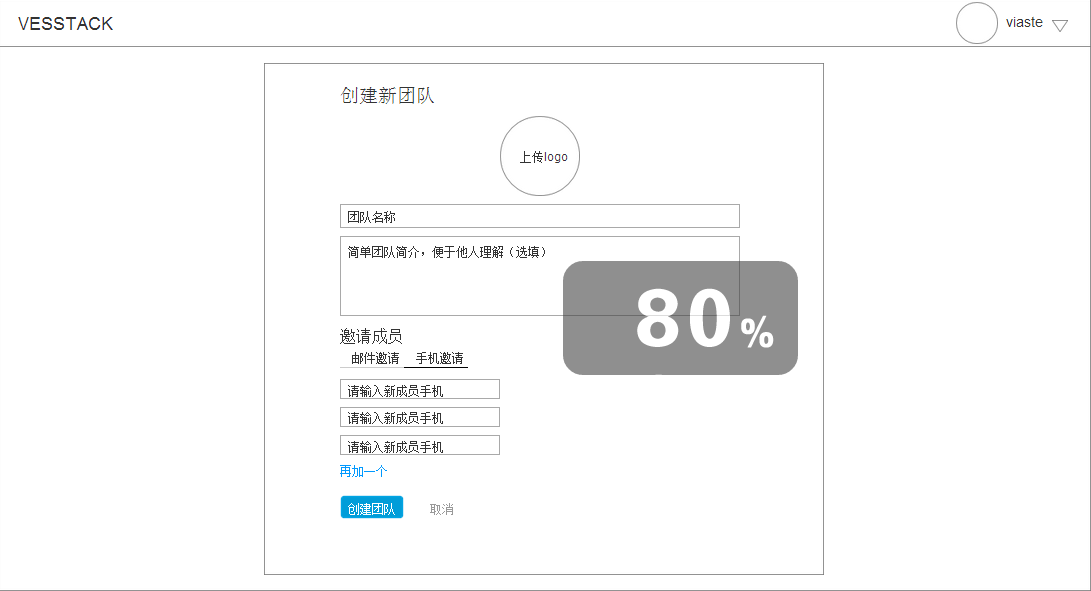 VESSTACK
viaste
创建新团队
上传logo
团队名称
简单团队简介，便于他人理解（选填）
80%
邀请成员
邮件邀请 手机邀请
请输入新成员手机
请输入新成员手机
请输入新成员手机
再加一个
创建团队 取消